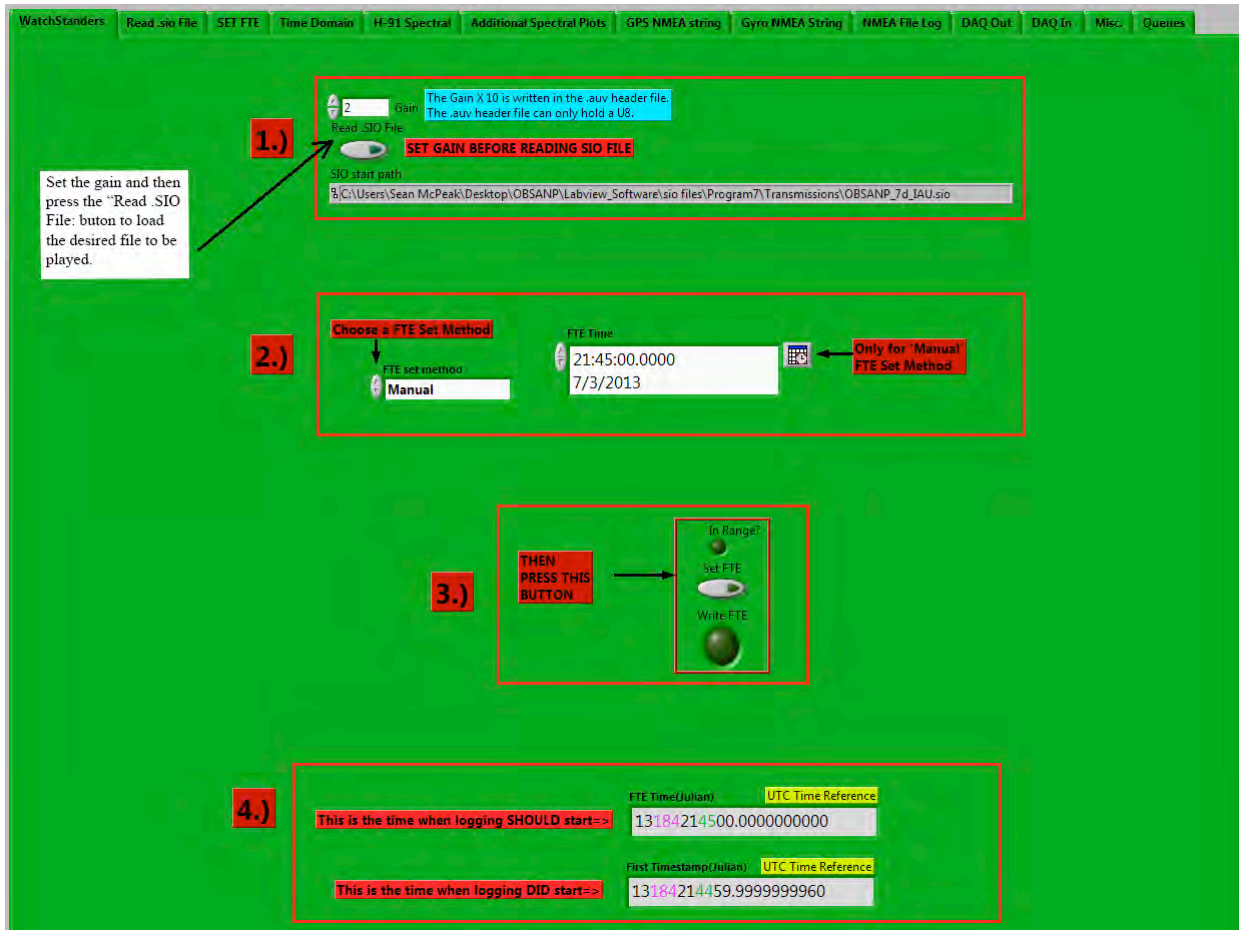 WatchStanders Read .sio File SET FTE Time Domain H-91 Spectral Additional Spectral Plots GPS NMEA string Gyro NMEA String NMEA File Log DAQ Out DAQ In Misc. Queues
1.)
2 Gain
The Gain X 10 is written in the .auv header file.
The .auv header file can only hold a U8.
Read .SIO File
SET GAIN BEFORE READING SIO FILE
SIO start path
C:\Users\Sean McPeak\Desktop\OBSANP\Labview_Software\sio files\Program7\Transmissions\OBSANP_7d_IAU.sio
Set the gain and then
press the “Read .SIO
File: buton to load
the desired file to be
played.
2.)
Choose a FTE Set Method
FTE set method
Manual
FTE Time
21:45:00.0000
7/3/2013
Only for 'Manual'
FTE Set Method
3.)
THEN
PRESS THIS
BUTTON
In Range?
Set FTE
Write FTE
4.)
This is the time when logging SHOULD start=>
FTE Time(Julian) UTC Time Reference
13184214500.0000000000
This is the time when logging DID start=>
First Timestamp(Julian) UTC Time Reference
13184214459.9999999960